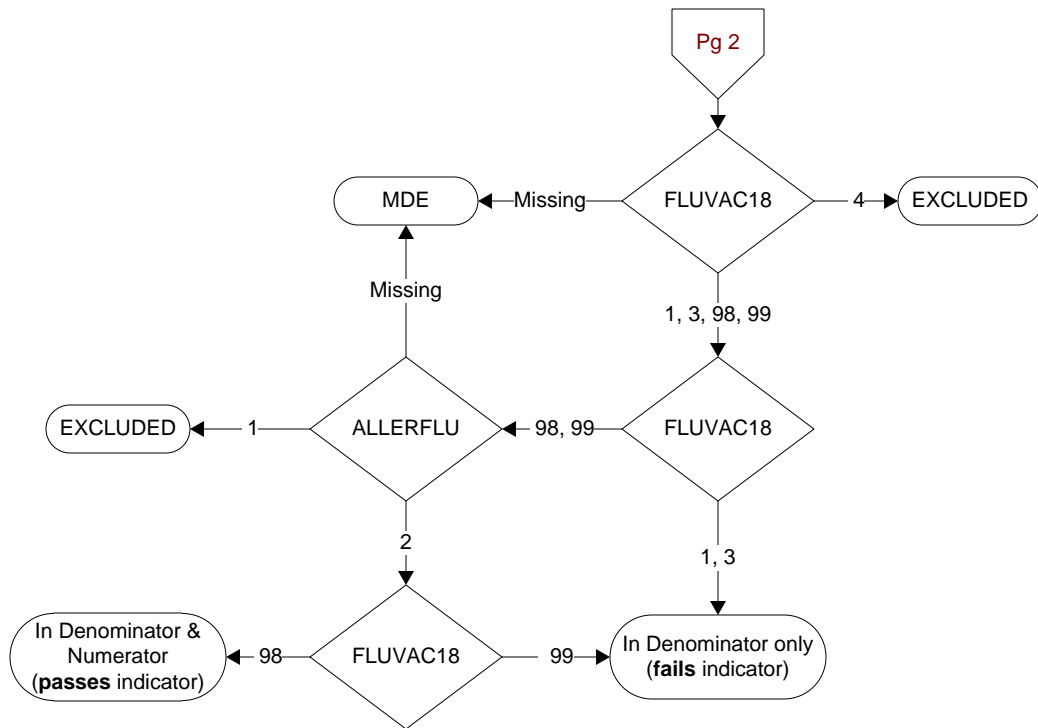 Pg 2
MDE
Missing
FLUVAC18
4
EXCLUDED
Missing
1, 3, 98, 99
EXCLUDED
1
ALLERFLU
98, 99
FLUVAC18
2
1, 3
In Denominator &
Numerator
(passes indicator)
98
FLUVAC18
99
In Denominator only
(fails indicator)